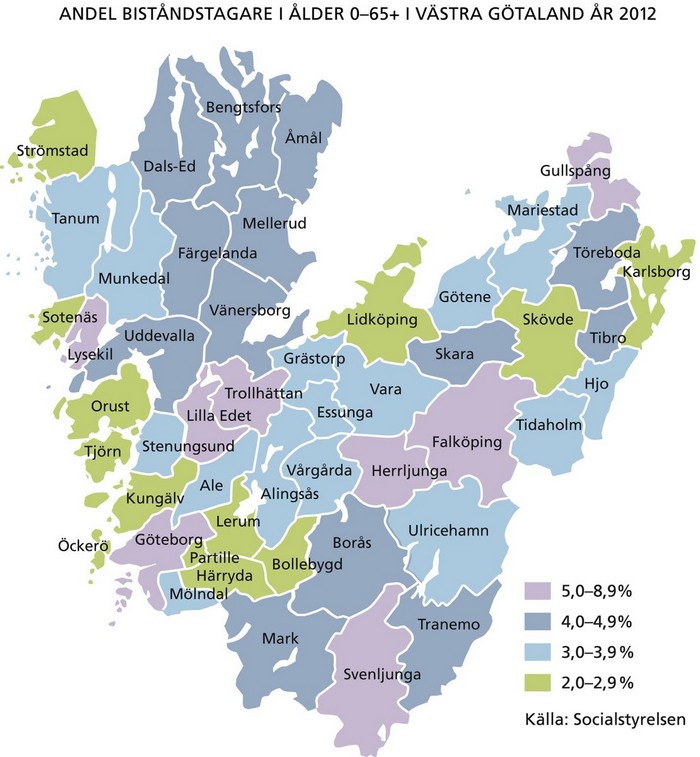 ANDEL BISTÅNDSTAGARE I ÅLDER 0–65+ I VÄSTRA GÖTALAND ÅR 2012
Bengtsfors
Åmål
Strömstad
Dals-Ed
Gullspång
Mariestad
Tanum
Mellerud
Färgelanda
Töreboda
Karlsborg
Munkedal
Götene
Vänersborg
Sotenäs
Lidköping
Skövde
Uddevalla
Tibro
Lysekil
Grästorp
Skara
Hjo
Trollhättan
Vara
Orust
Lilla Edet
Essunga
Tidaholm
Stenungsund
Falköping
Tjörn
Vårgårda
Herrljunga
Ale
Alingsås
Kungälv
Lerum
Ulricehamn
Öckerö
Göteborg
Borås
Partille
Bollebygd
Härryda
Mölndal
Mark
Tranemo
Svenljunga
5,0–8,9%
4,0–4,9%
3,0–3,9%
2,0–2,9%
Källa: Socialstyrelsen